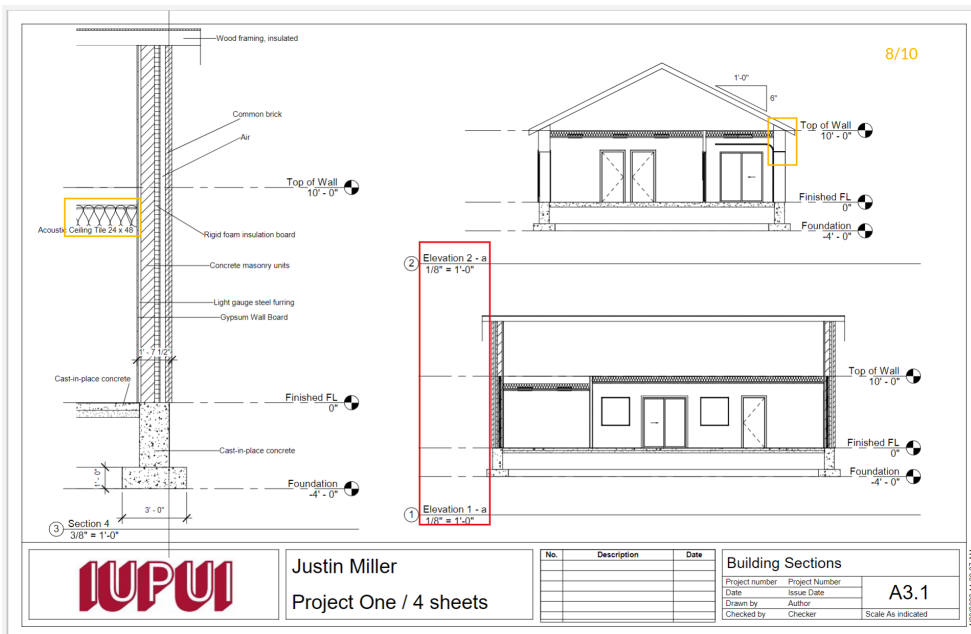 8/10
Wood framing, insulated
Common brick
Air
Top of Wall
10' - 0"
Acoustic Ceiling Tile 24 x 48
Rigid foam insulation board
Concrete masonry units
Light gauge steel furring
Gypsum Wall Board
1' - 7 1/2"
Cast-in-place concrete
Finished FL
0"
Cast-in-place concrete
1' - 0"
Foundation
-4' - 0"
3' - 0"
3
Section 4
3/8" = 1'-0"
1'-0"
6"
Top of Wall
10' - 0"
Finished FL
0"
Foundation
-4' - 0"
2
Elevation 2 - a
1/8" = 1'-0"
Top of Wall
10' - 0"
Finished FL
0"
Foundation
-4' - 0"
1
Elevation 1 - a
1/8" = 1'-0"
IUPUI
Justin Miller
Project One / 4 sheets
No. Description Date
Building Sections
Project number Project Number
Date Issue Date
Drawn by Author
Checked by Checker
A3.1
Scale As indicated